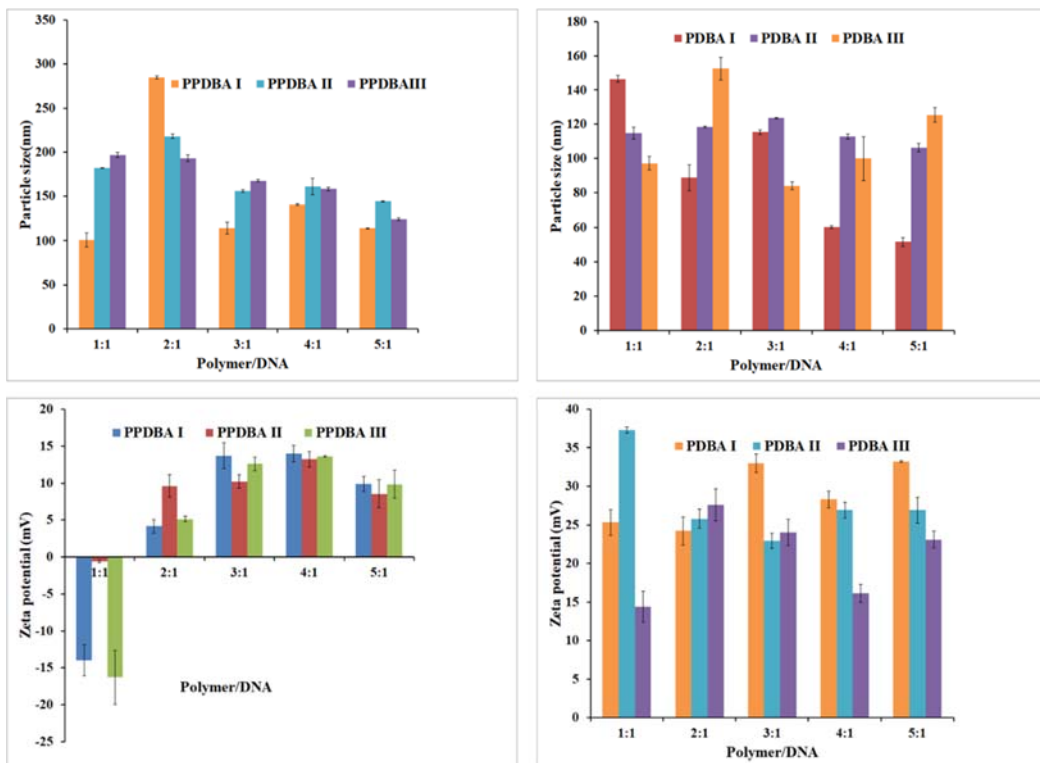 350
300
250
200
150
100
50
0
Particle size(nm)
PPDBA I PPDBA II PPDBAIII
1:1 2:1 3:1 4:1 5:1
Polymer/DNA
180
160
140
120
100
80
60
40
20
0
Particle size (nm)
PDBA I PDBA II PDBA III
1:1 2:1 3:1 4:1 5:1
Polymer/DNA
20
15
10
5
0
-5
-10
-15
-20
-25
Zeta potential (mV)
PPDBA I PPDBA II PPDBA III
1:1 2:1 3:1 4:1 5:1
Polymer/DNA
40
35
30
25
20
15
10
5
0
Zeta potential (mV)
PDBA I PDBA II PDBA III
1:1 2:1 3:1 4:1 5:1
Polymer/DNA